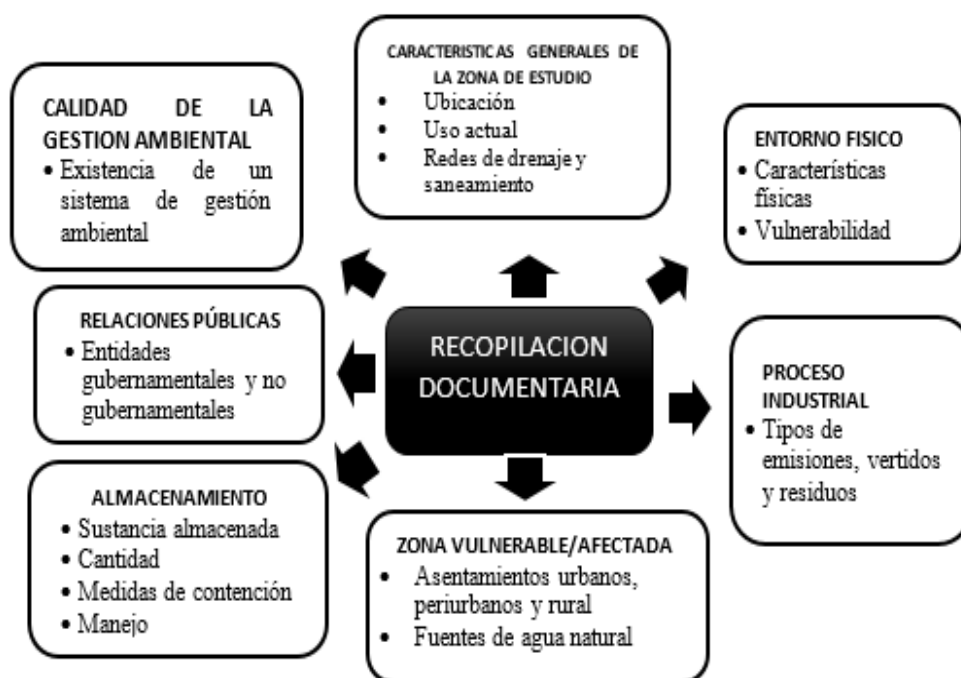 CARACTERISTICAS GENERALES DE
LA ZONA DE ESTUDIO
• Ubicación
• Uso actual
• Redes de drenaje y
saneamiento
CALIDAD DE LA
GESTION AMBIENTAL
• Existencia de un
sistema de gestión
ambiental
ENTORNO FISICO
• Características
físicas
• Vulnerabilidad
RELACIONES PÚBLICAS
• Entidades
gubernamentales y no
gubernamentales
RECOPILACION
DOCUMENTARIA
PROCESO
INDUSTRIAL
• Tipos de
emisiones, vertidos
y residuos
ALMACENAMIENTO
• Sustancia almacenada
• Cantidad
• Medidas de contención
• Manejo
ZONA VULNERABLE/AFECTADA
• Asentamientos urbanos,
periurbanos y rural
• Fuentes de agua natural